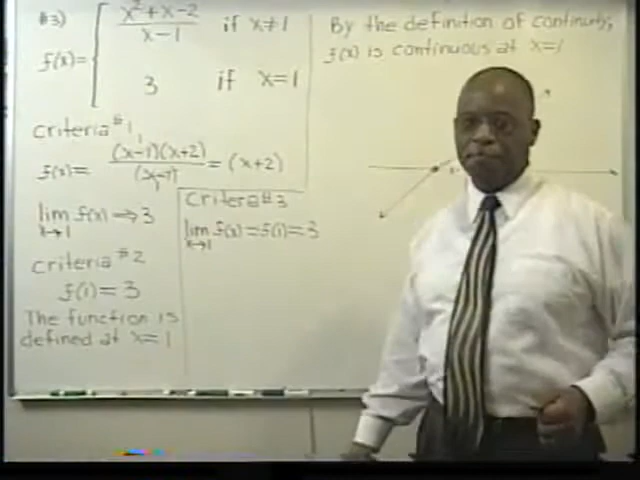 #3)
f(x)= x²+x-2 / x-1 if x≠1
3 if x=1
criteria #1
f(x)= (x-1)(x+2) / (x-1) = (x+2)
lim f(x) ⇒ 3
x→1
criteria #2
f(1)=3
The function is
defined at x=1
Criteria #3
lim f(x)=f(1)=3
x→1
By the definition of continuity,
f(x) is continuous at x=1